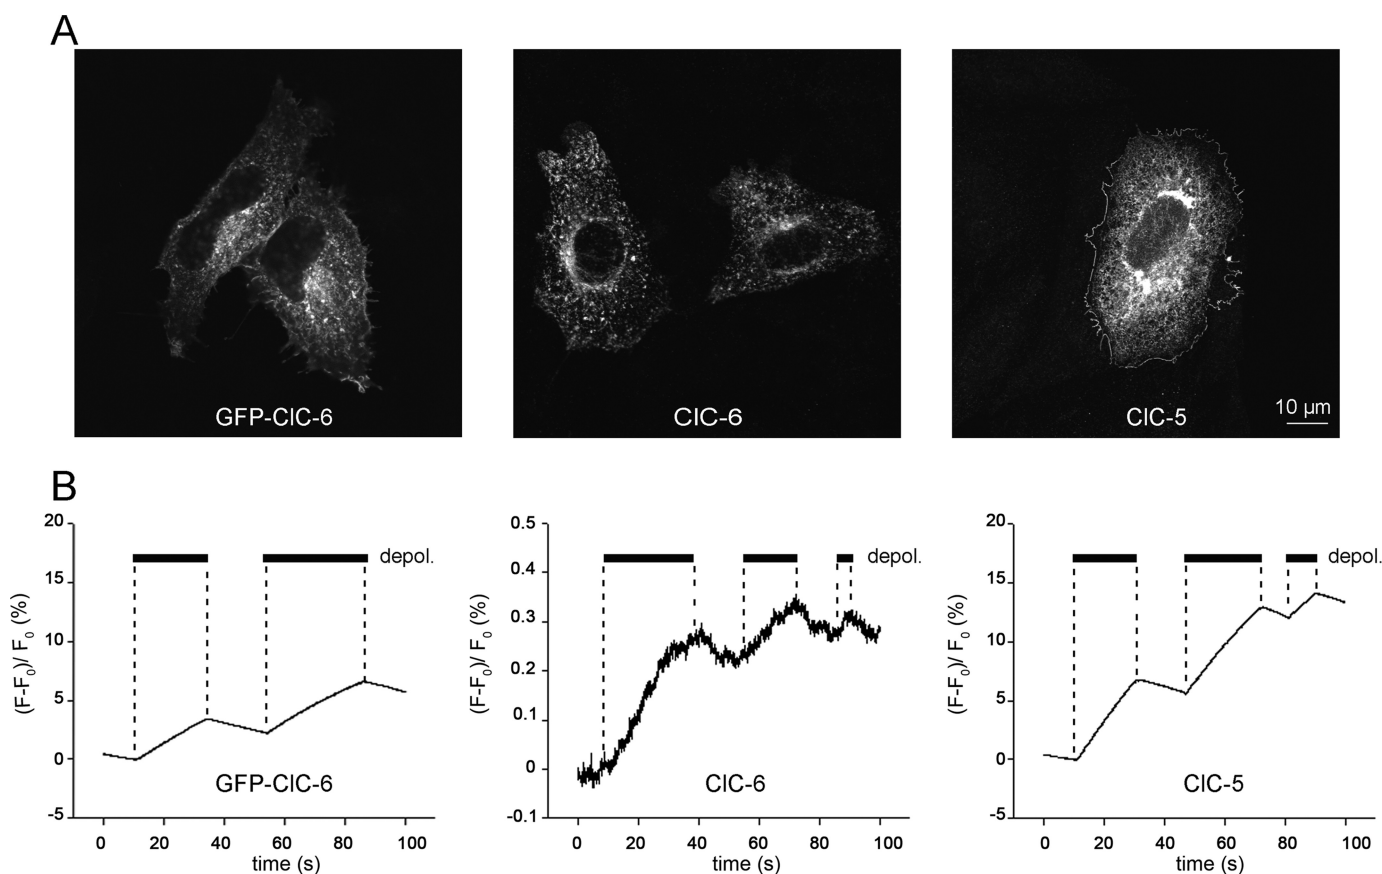 A
GFP-ClC-6
ClC-6
ClC-5
10 µm
B
20
15
10
5
0
-5
(F-F0)/ F0 (%)
depol.
GFP-ClC-6
0 20 40 60 80 100
time (s)
0.5
0.4
0.3
0.2
0.1
0
-0.1
(F-F0)/ F0 (%)
depol.
ClC-6
0 20 40 60 80 100
time (s)
20
15
10
5
0
-5
(F-F0)/ F0 (%)
depol.
ClC-5
0 20 40 60 80 100
time (s)